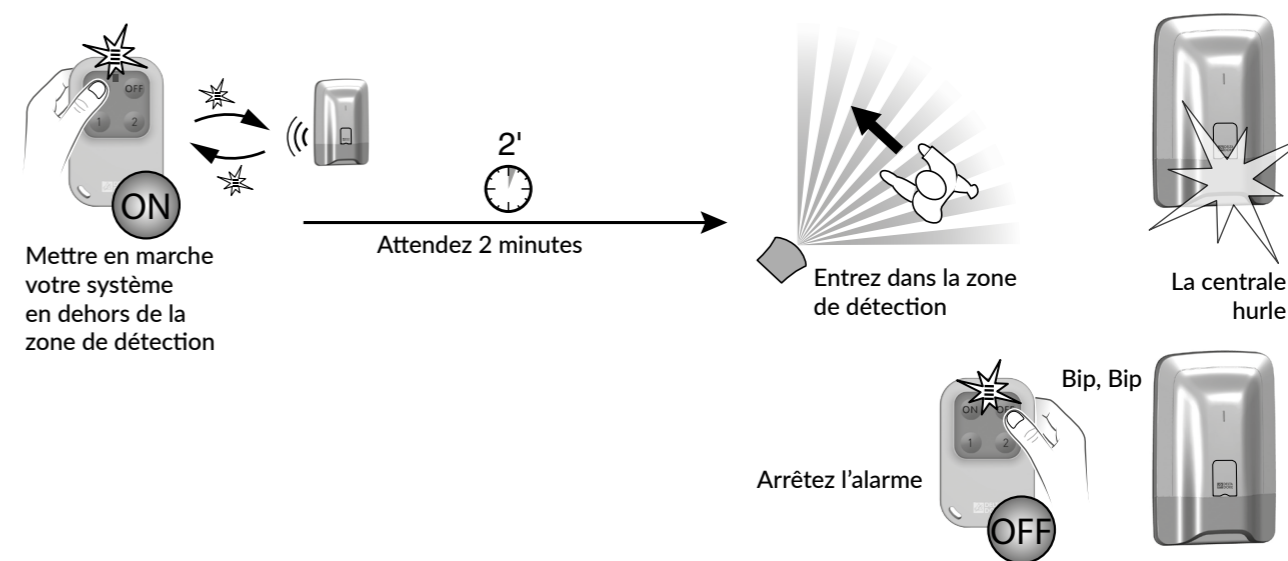 OFF
1 2
ON
Mettre en marche
votre système
en dehors de la
zone de détection
2'
Attendez 2 minutes
Entrez dans la zone
de détection
La centrale
hurle
Bip, Bip
ON OFF
1 2
Arrêtez l'alarme
OFF